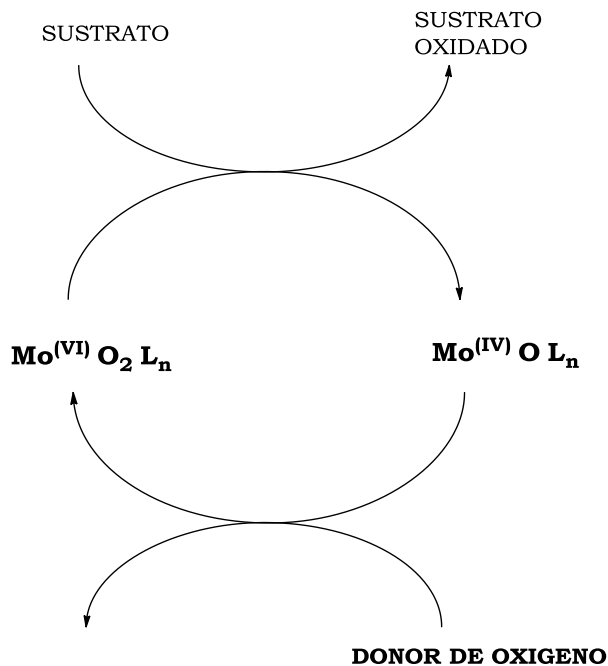 SUSTRATO
SUSTRATO
OXIDADO
Mo(VI) O2 Ln
Mo(IV) O Ln
DONOR DE OXIGENO